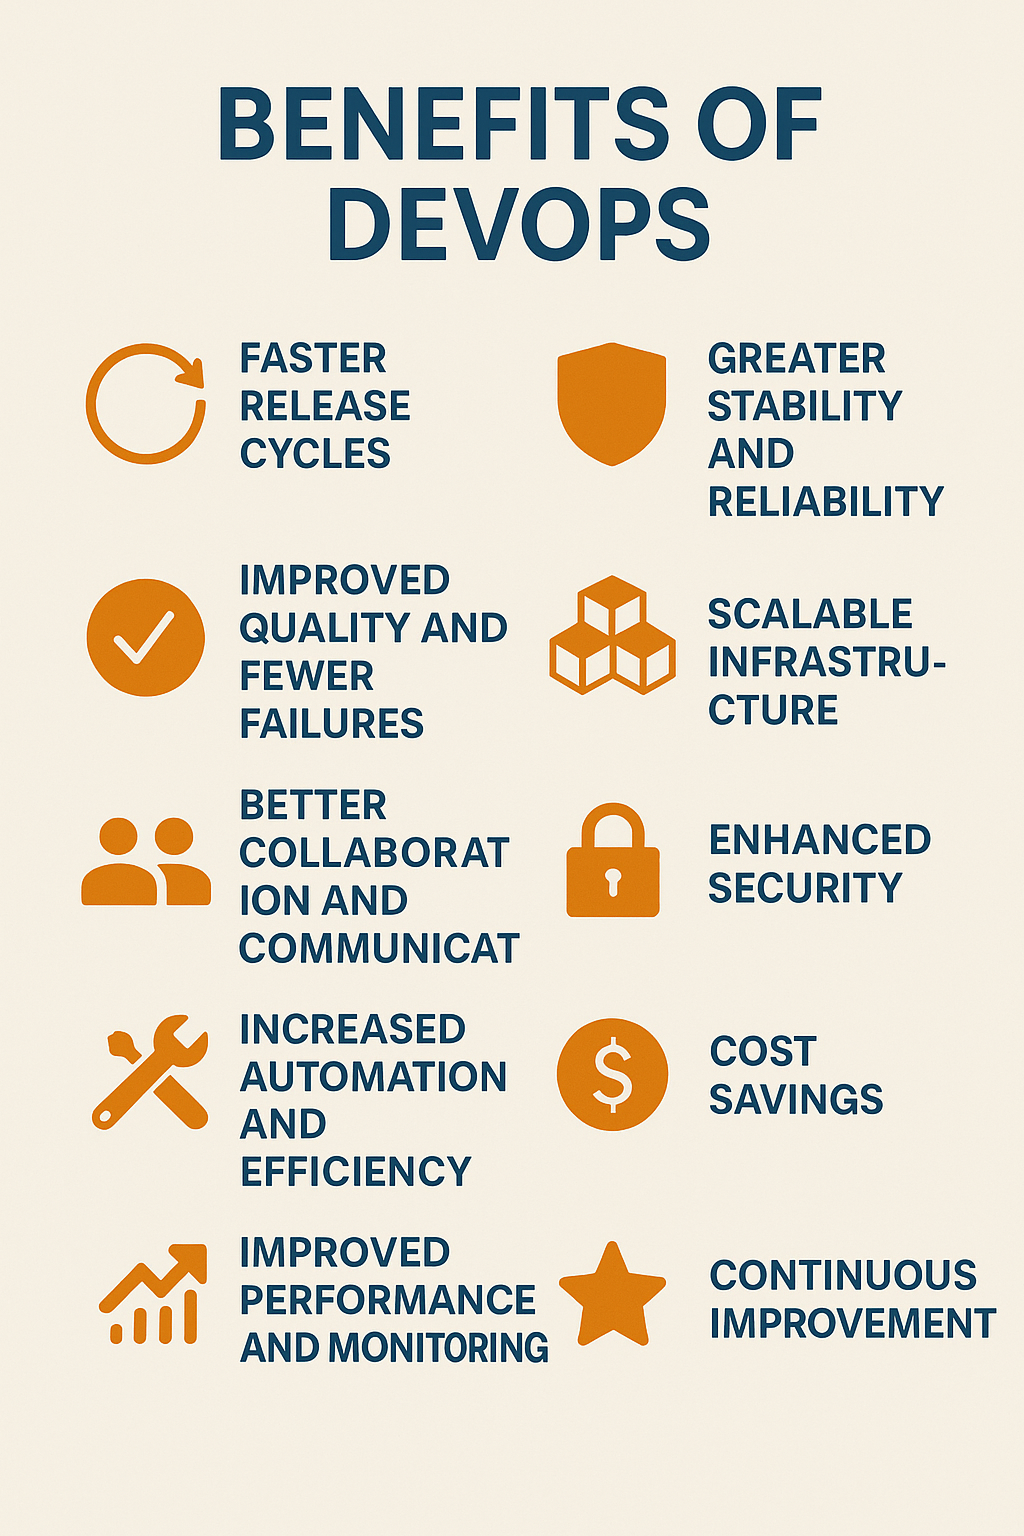 BENEFITS OF
DEVOPS
FASTER
RELEASE
CYCLES
GREATER
STABILITY
AND
RELIABILITY
IMPROVED
QUALITY AND
FEWER
FAILURES
SCALABLE
INFRASTRU-
CTURE
BETTER
COLLABORAT
ION AND
COMMUNICAT
ENHANCED
SECURITY
INCREASED
AUTOMATION
AND
EFFICIENCY
$
COST
SAVINGS
IMPROVED
PERFORMANCE
AND MONITORING
CONTINUOUS
IMPROVEMENT